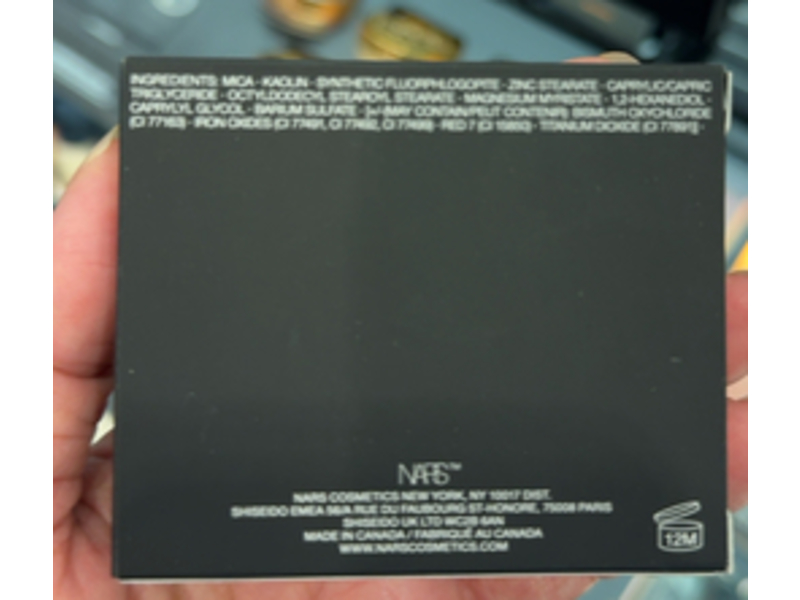 INGREDIENTS: MICA · KAOLIN · SYNTHETIC FLUORPHLOGOPITE · ZINC STEARATE · CAPRYLIC/CAPRIC
TRIGLYCERIDE · OCTYLDODECYL STEAROYL STEARATE · MAGNESIUM MYRISTATE · 1,2-HEXANEDIOL ·
CAPRYLYL GLYCOL · BARIUM SULFATE · [+/-(MAY CONTAIN/PEUT CONTENIR) BISMUTH OXYCHLORIDE
(CI 77163) · IRON OXIDES (CI 77491, CI 77492, CI 77499) · RED 7 (CI 15850) · TITANIUM DIOXIDE (CI 77891)] ·
NARS™
NARS COSMETICS NEW YORK, NY 10017 DIST.
SHISEIDO EMEA 56/A RUE DU FAUBOURG ST-HONORE, 75008 PARIS
SHISEIDO UK LTD WC2B 6AN
MADE IN CANADA / FABRIQUÉ AU CANADA
WWW.NARSCOSMETICS.COM
12M